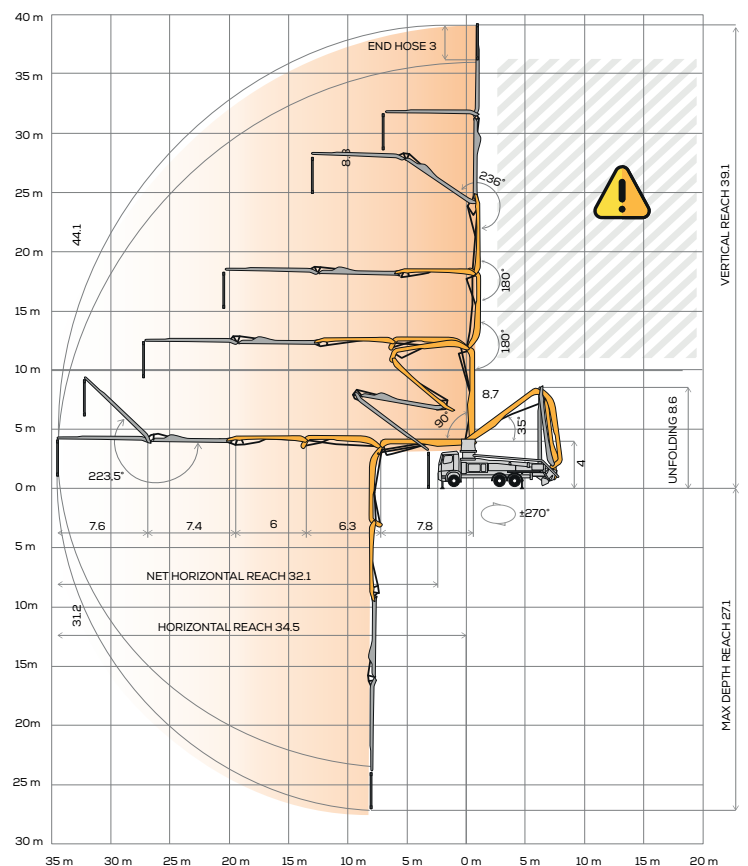 40 m
END HOSE 3
35 m
30 m
8.3
236°
25 m
44.1
VERTICAL REACH 39.1
20 m
180°
15 m
180°
10 m
8,7
90°
35°
UNFOLDING 8.6
5 m
4
223,5°
0 m
±270°
7.6
7.4
6
6.3
7.8
5 m
NET HORIZONTAL REACH 32.1
10m
31.2
HORIZONTAL REACH 34.5
MAX DEPTH REACH 27.1
15m
20 m
25 m
30 m
35 m
30 m
25 m
20 m
15 m
10 m
5 m
0 m
5 m
10 m
15 m
20 m